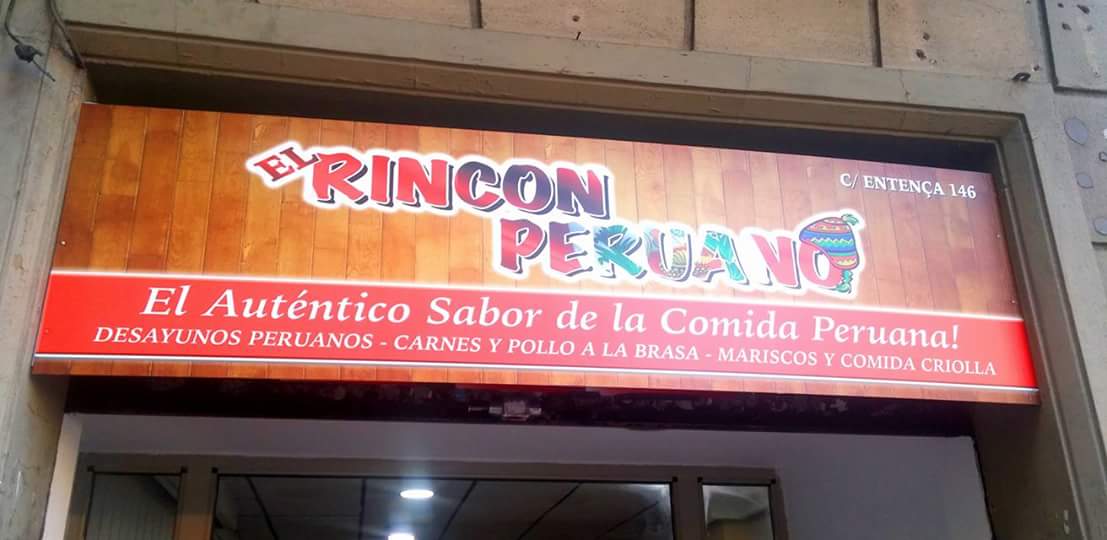 EL RINCON
PERUANO
C/ ENTENÇA 146
El Auténtico Sabor de la Comida Peruana!
DESAYUNOS PERUANOS - CARNES Y POLLO A LA BRASA - MARISCOS Y COMIDA CRIOLLA